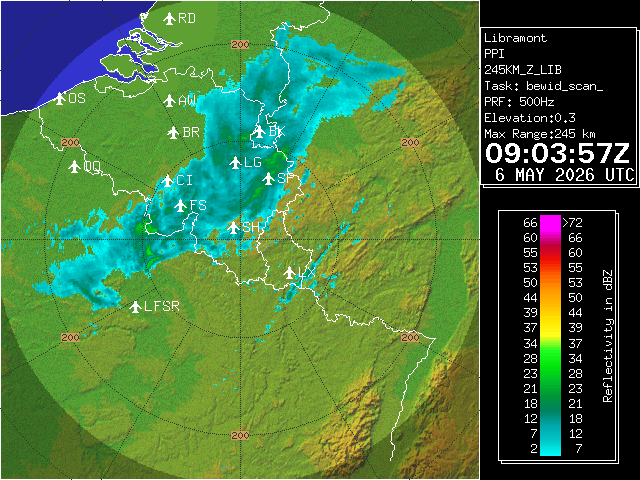 Libramont
PPI
245KM_Z_LIB
Task: bewid_scan_
PRF: 500Hz
Elevation:0.3
Max Range:245 km
09:03:57Z
6 MAY 2026 UTC
RD
200
OS
AW
BR
BK
200
200
QQ
LG
CI
SP
FS
SH
LX
LFSR
200
200
200
66 >72
60 66
55 60
53 55
50 53
44 50
39 44
37 39
34 37
28 34
23 28
21 23
18 21
12 18
7 12
2 7
Reflectivity in dBZ